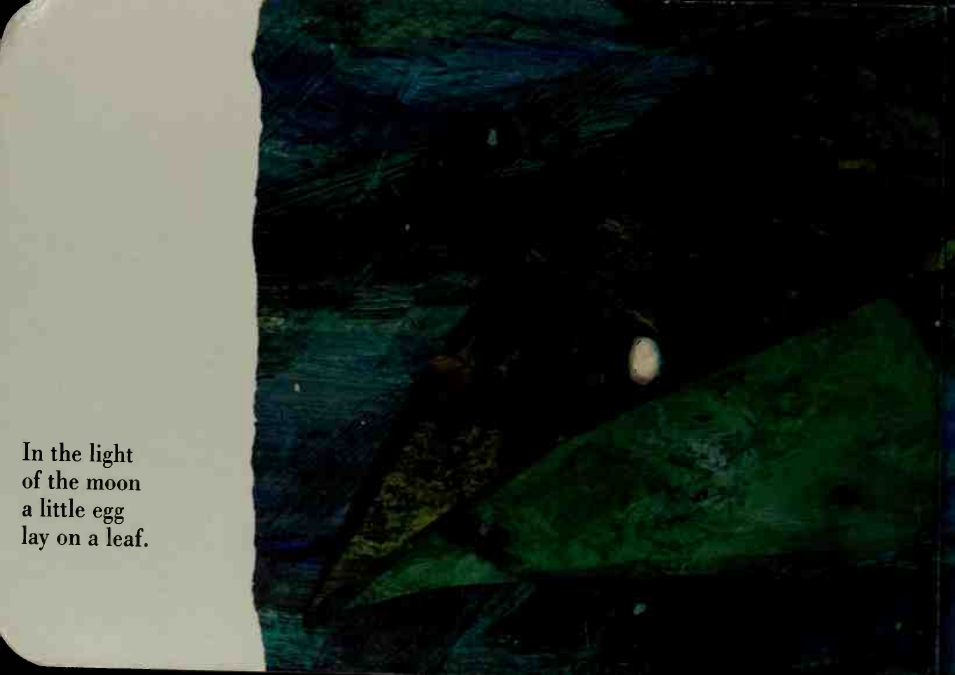 In the light
of the moon
a little egg
lay on a leaf.